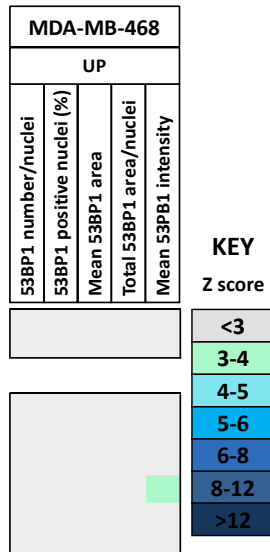 MDA-MB-468
UP
53BP1 number/nuclei
53BP1 positive nuclei (%)
Mean 53BP1 area
Total 53BP1 area/nuclei
Mean 53PB1 intensity
KEY
Z score
<3
3-4
4-5
5-6
6-8
8-12
>12